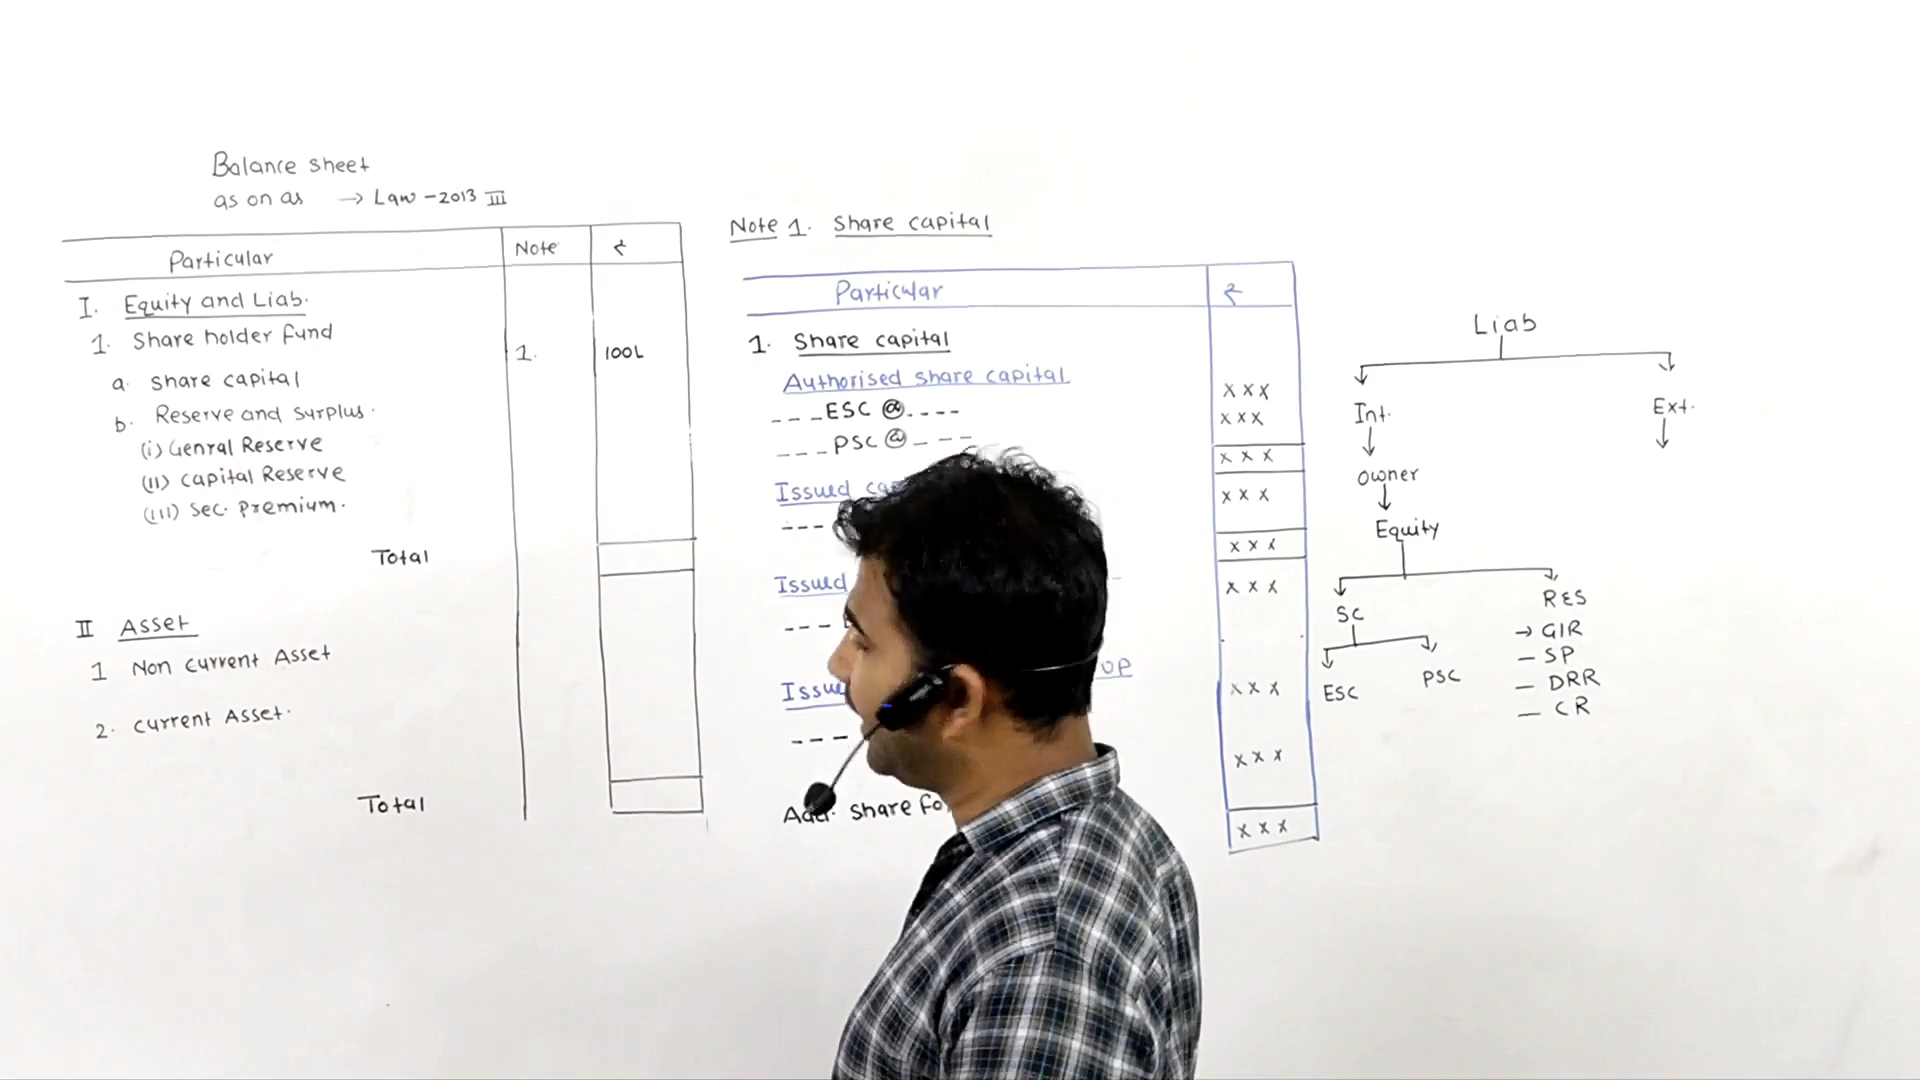 Balance sheet
as on as → Law -2013 III
Particular Note ₹
I. Equity and Liab.
1. Share holder fund
1. 100L
a. share capital
b. Reserve and surplus.
(i) Genral Reserve
(II) capital Reserve
(III) Sec. Premium.
Total
II Asset
1 Non current Asset
2. current Asset.
Total
Note 1. Share capital
Particular ₹
1. Share capital
Authorised share capital
---ESC @---- xxx
xxx
---PSC @---
xxx
Issued xxx
---
xxx
Issued xxx
---
up
xxx
---
xxx
Add. share
xxx
Liab
Int. Ext.
owner
Equity
SC RES
ESC PSC
→ GIR
- SP
- DRR
- CR